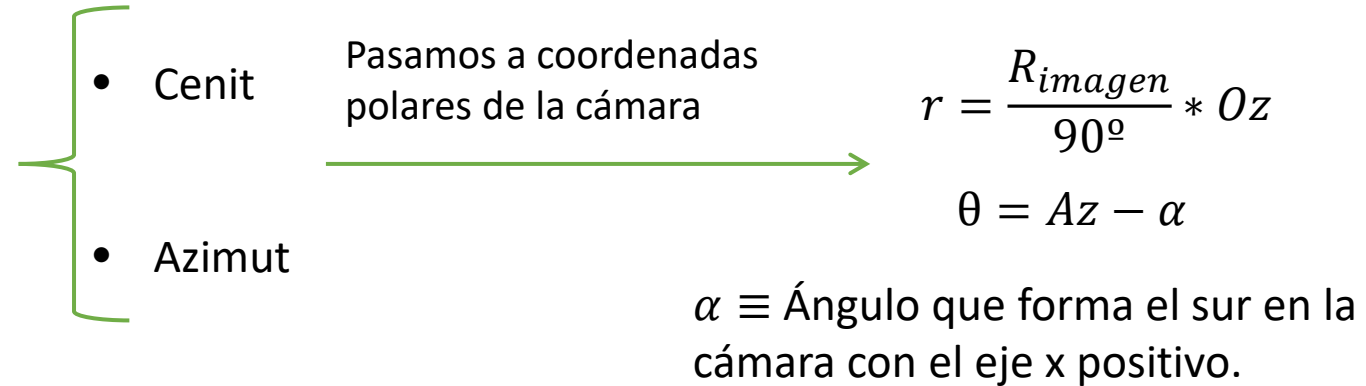 • Cenit
• Azimut
Pasamos a coordenadas
polares de la cámara
r = R_imagen / 90º * Oz
θ = Az − α
α ≡ Ángulo que forma el sur en la
cámara con el eje x positivo.